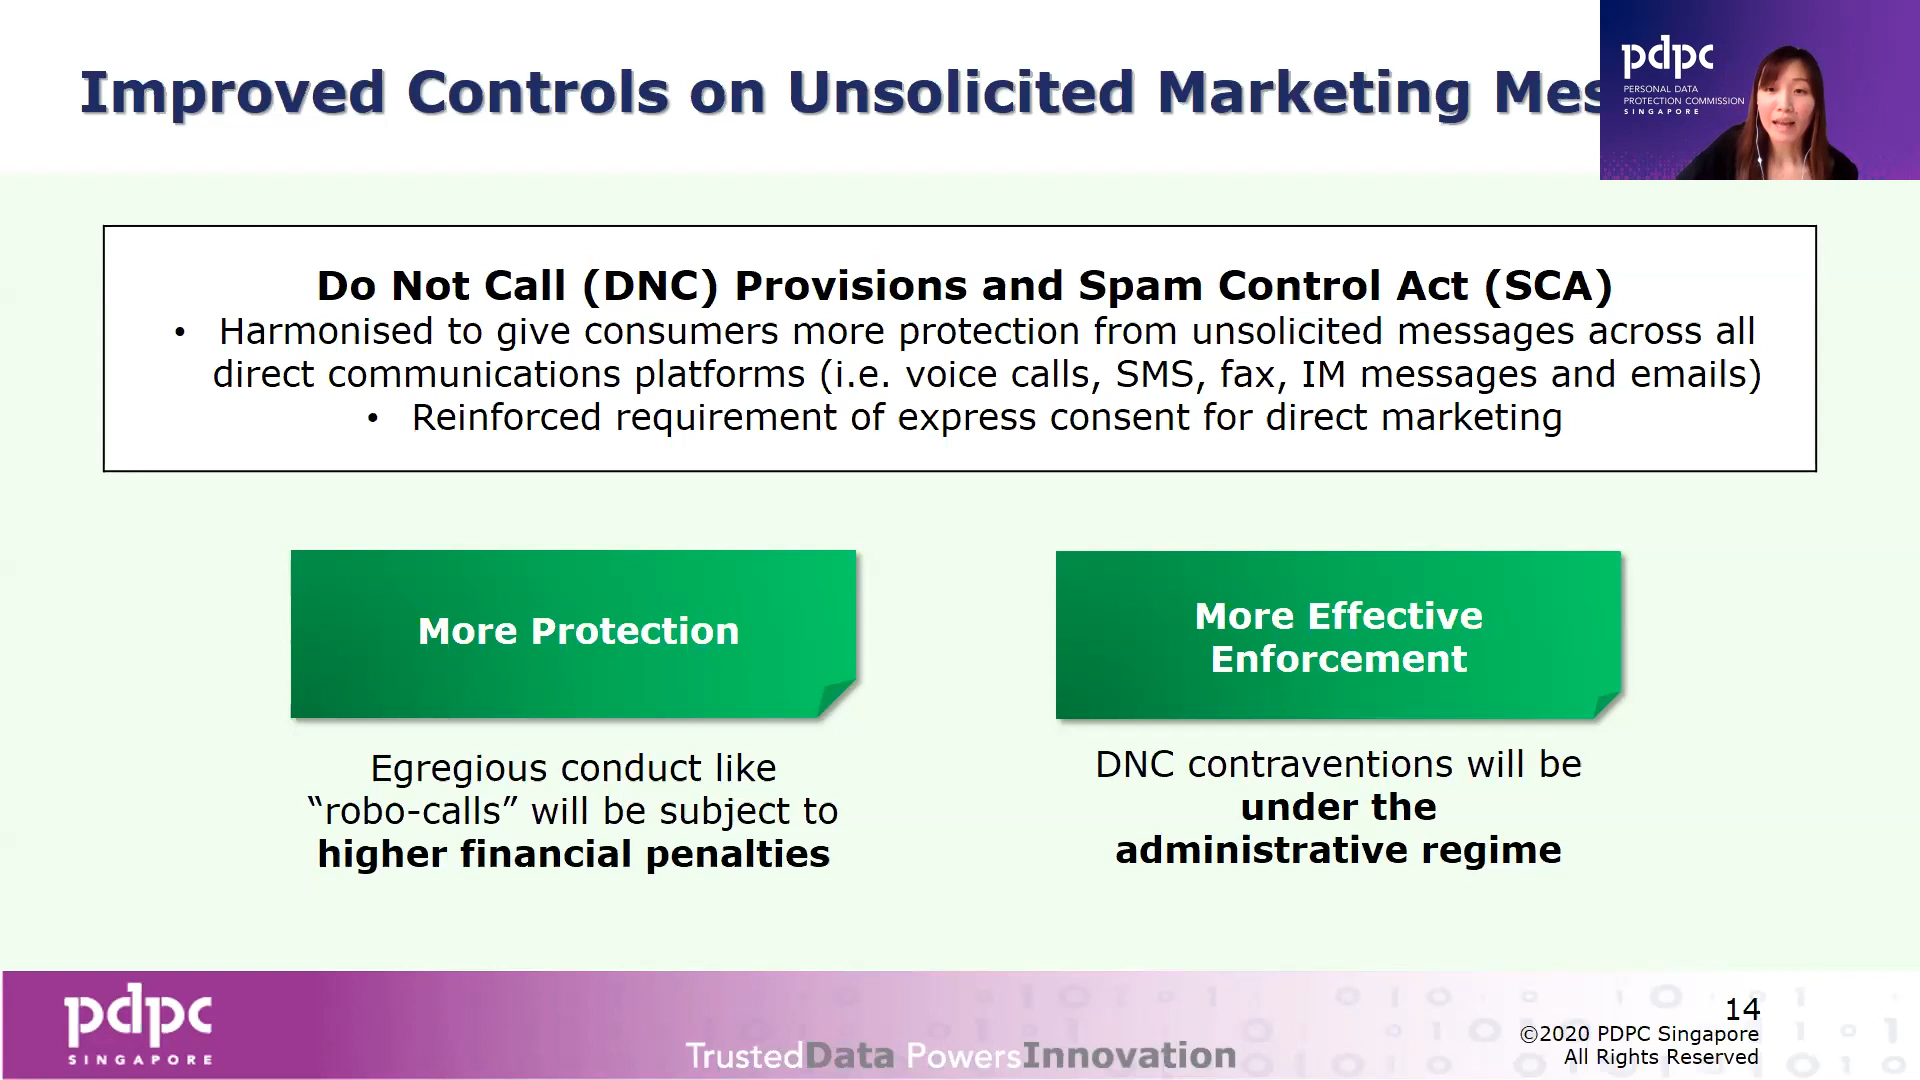 Improved Controls on Unsolicited Marketing Mes
pdpc
PERSONAL DATA
PROTECTION COMMISSION
SINGAPORE
Do Not Call (DNC) Provisions and Spam Control Act (SCA)
• Harmonised to give consumers more protection from unsolicited messages across all
direct communications platforms (i.e. voice calls, SMS, fax, IM messages and emails)
• Reinforced requirement of express consent for direct marketing
More Protection
Egregious conduct like
“robo-calls” will be subject to
higher financial penalties
More Effective
Enforcement
DNC contraventions will be
under the
administrative regime
pdpc
SINGAPORE
TrustedData PowersInnovation
14
©2020 PDPC Singapore
All Rights Reserved